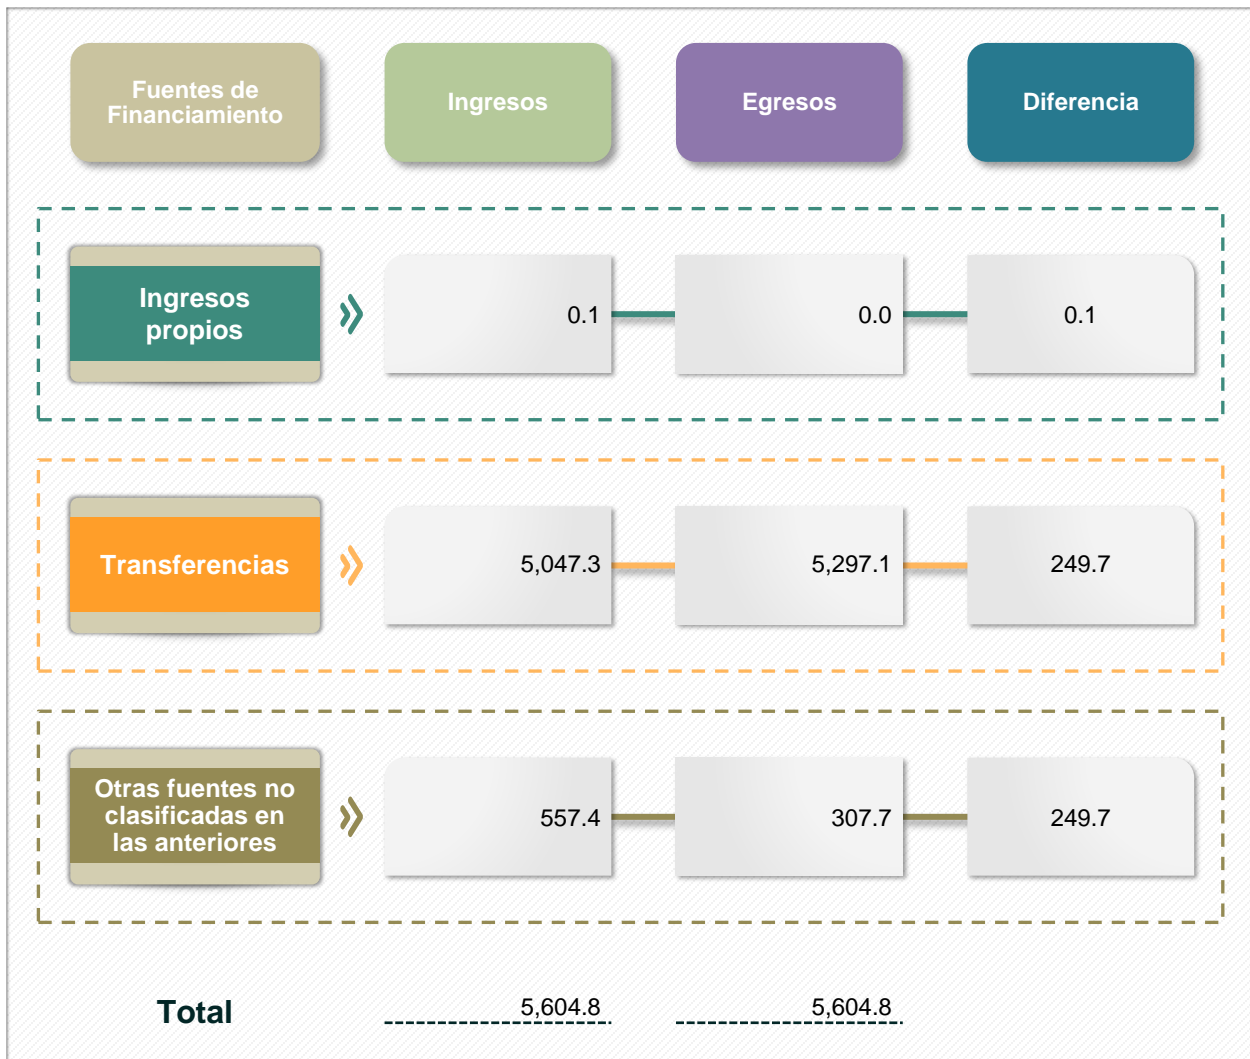 Fuentes de
Financiamiento
Ingresos
Egresos
Diferencia
Ingresos
propios
0.1
0.0
0.1
Transferencias
5,047.3
5,297.1
249.7
Otras fuentes no
clasificadas en
las anteriores
557.4
307.7
249.7
Total
5,604.8
5,604.8